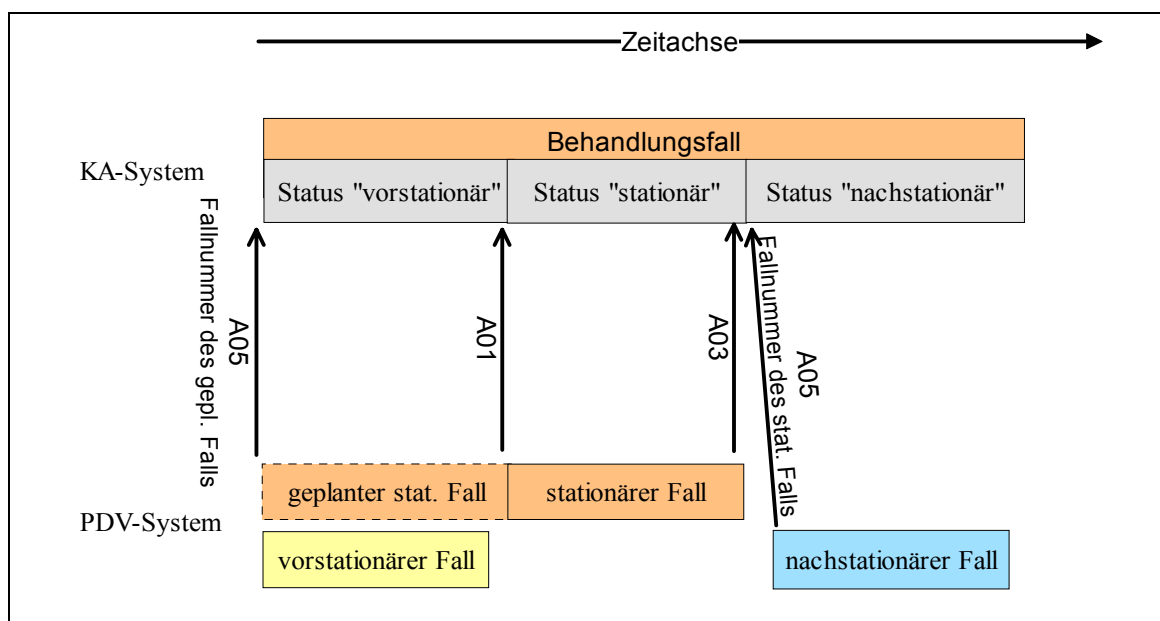 Zeitachse
Behandlungsfall
KA-System
Status "vorstationär"
Status "stationär"
Status "nachstationär"
Fallnummer des gepl. Falls
A05
A01
A03
A05
Fallnummer des stat. Falls
geplanter stat. Fall
stationärer Fall
PDV-System
vorstationärer Fall
nachstationärer Fall